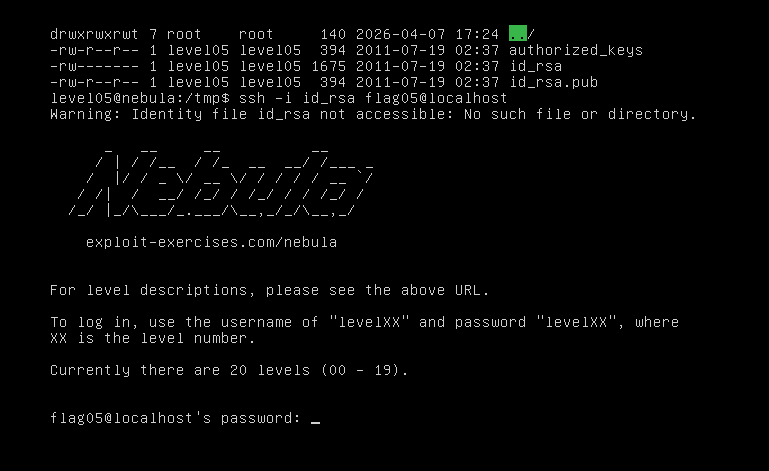 drwxrwxrwt 7 root    root     140 2026-04-07 17:24 ../
-rw-r--r-- 1 level05 level05  394 2011-07-19 02:37 authorized_keys
-rw------- 1 level05 level05 1675 2011-07-19 02:37 id_rsa
-rw-r--r-- 1 level05 level05  394 2011-07-19 02:37 id_rsa.pub
level05@nebula:/tmp$ ssh -i id_rsa flag05@localhost
Warning: Identity file id_rsa not accessible: No such file or directory.
Nebula
exploit-exercises.com/nebula
For level descriptions, please see the above URL.
To log in, use the username of "levelXX" and password "levelXX", where
XX is the level number.
Currently there are 20 levels (00 - 19).
flag05@localhost's password: _